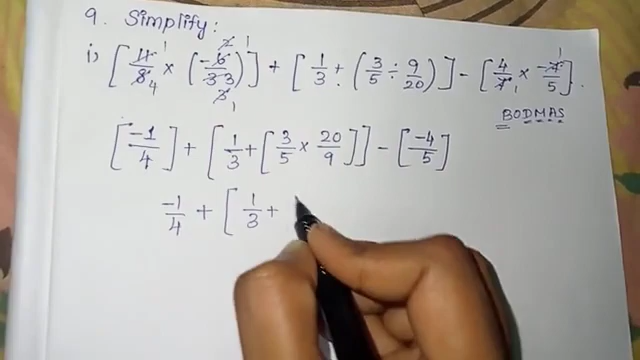 9. Simplify:
i) [11/8 × (-6/33)] + [1/3 + (3/5 ÷ 9/20)] - [4/7 × -7/5].
BODMAS
[-1/4] + [1/3 + [3/5 × 20/9]] - [-4/5]
-1/4 + [1/3 +